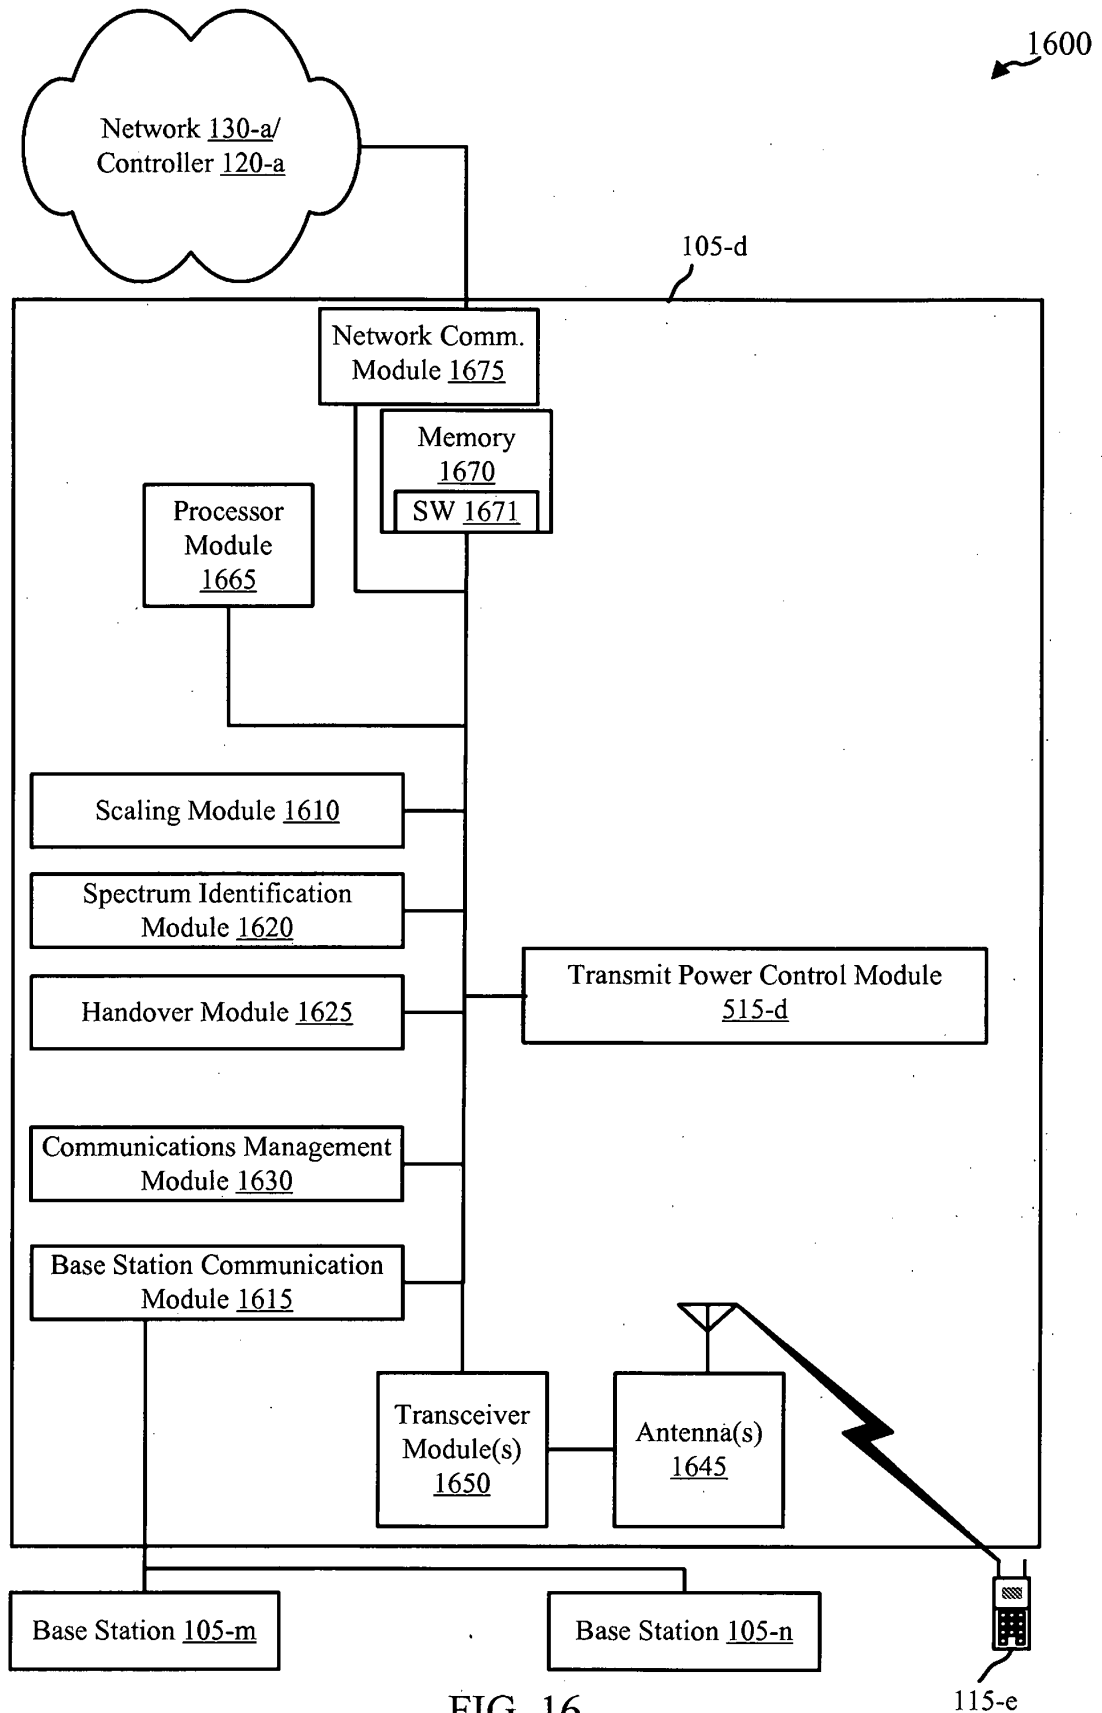 1600
Network 130-a/
Controller 120-a
105-d
Network Comm.
Module 1675
Memory
1670
SW 1671
Processor
Module
1665
Scaling Module 1610
Spectrum Identification
Module 1620
Handover Module 1625
Transmit Power Control Module
515-d
Communications Management
Module 1630
Base Station Communication
Module 1615
Transceiver
Module(s)
1650
Antenna(s)
1645
Base Station 105-m
Base Station 105-n
115-e
FIG. 16